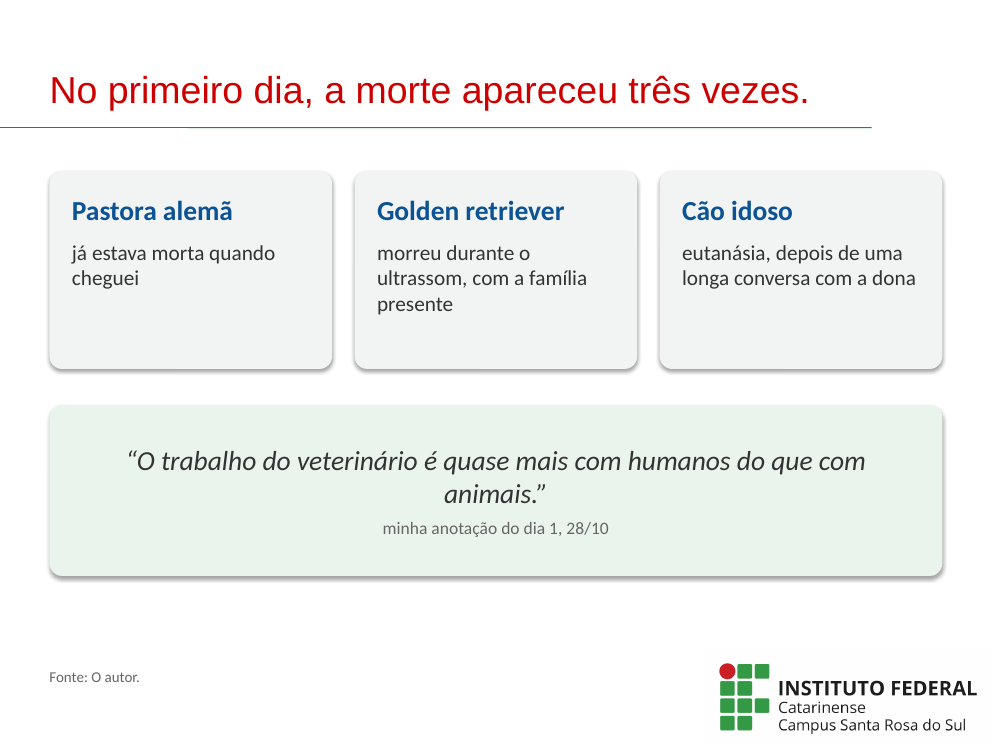 No primeiro dia, a morte apareceu três vezes.
Pastora alemã
já estava morta quando
cheguei
Golden retriever
morreu durante o
ultrassom, com a família
presente
Cão idoso
eutanásia, depois de uma
longa conversa com a dona
“O trabalho do veterinário é quase mais com humanos do que com
animais.”
minha anotação do dia 1, 28/10
Fonte: O autor.
INSTITUTO FEDERAL
Catarinense
Campus Santa Rosa do Sul